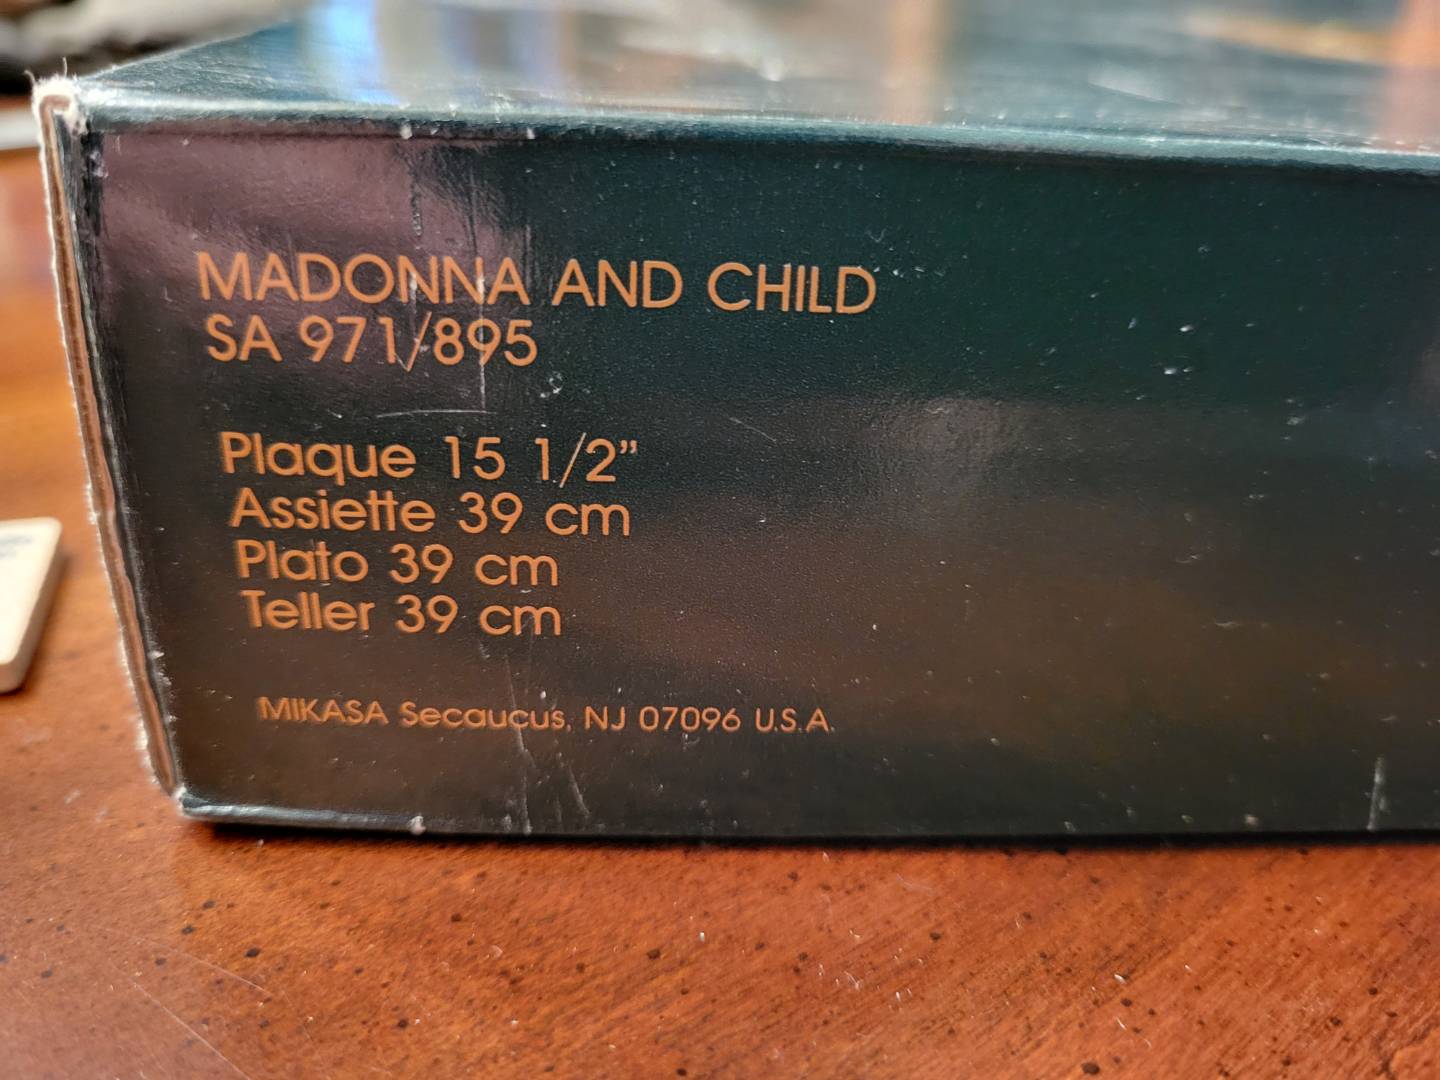 MADONNA AND CHILD
SA 971/895
Plaque 15 1/2”
Assiette 39 cm
Plato 39 cm
Teller 39 cm
MIKASA Secaucus, NJ 07096 U.S.A.